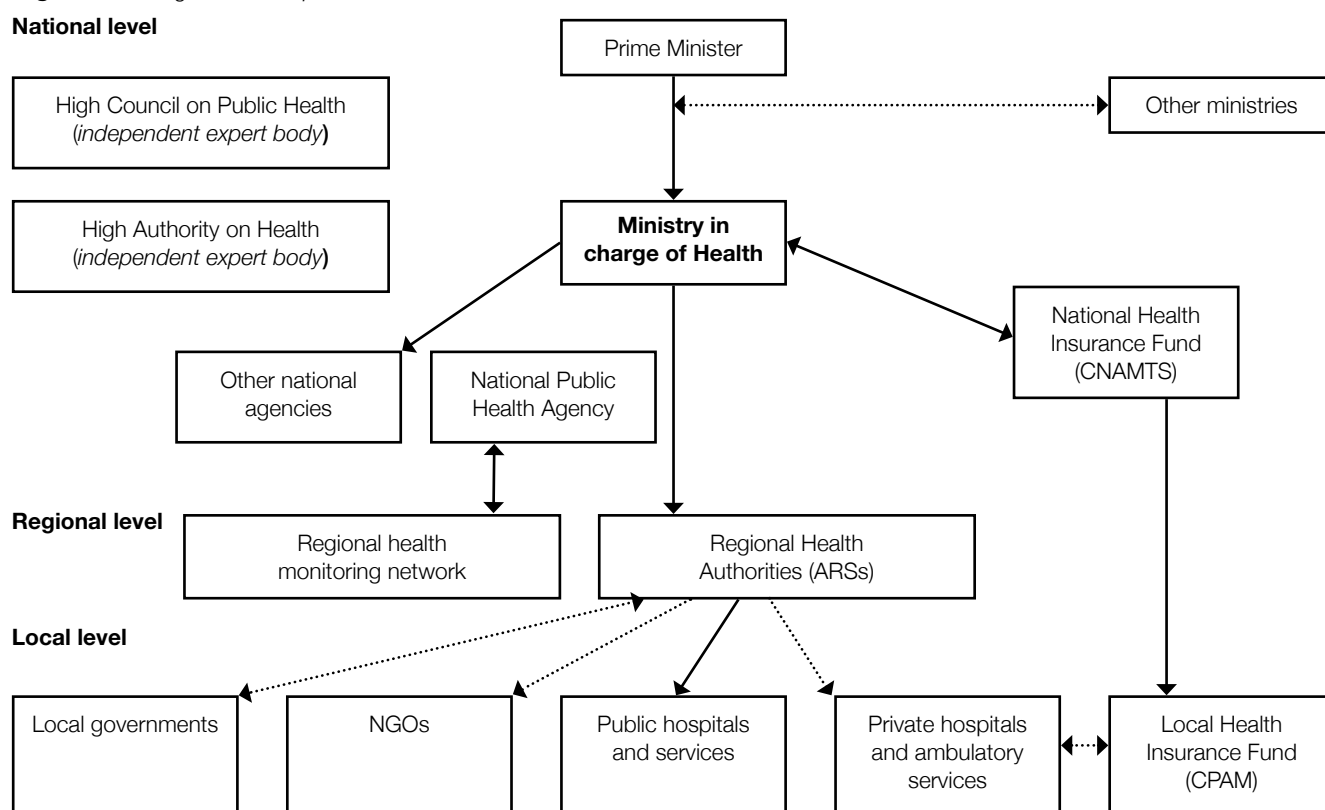 National level
Prime Minister
High Council on Public Health
(independent expert body)
Other ministries
High Authority on Health
(independent expert body)
Ministry in
charge of Health
National Health
Insurance Fund
(CNAMTS)
Other national
agencies
National Public
Health Agency
Regional level
Regional health
monitoring network
Regional Health
Authorities (ARSs)
Local level
Local governments
NGOs
Public hospitals
and services
Private hospitals
and ambulatory
services
Local Health
Insurance Fund
(CPAM)